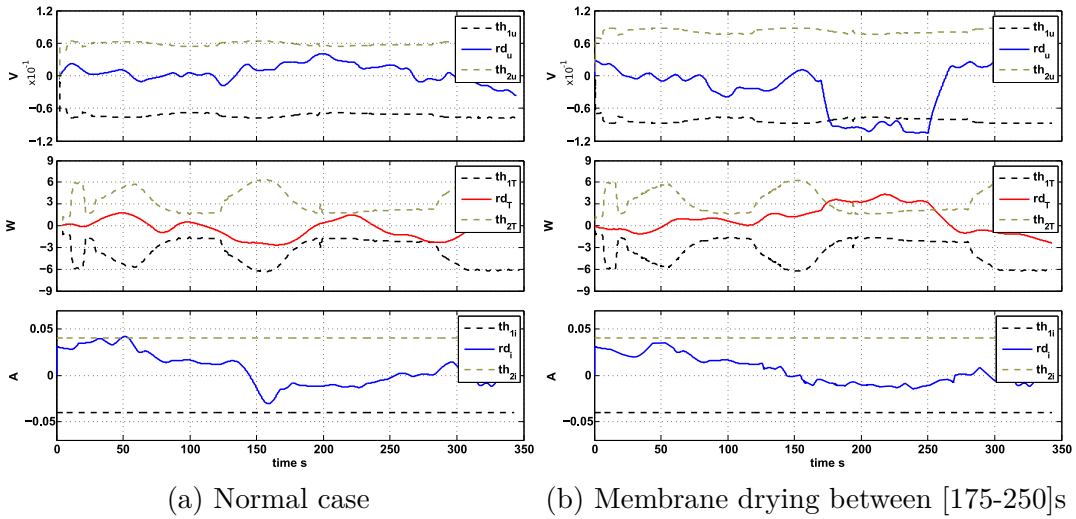 1.2
0.6
0
−0.6
−1.2
V
x10⁻¹
th₁ᵤ
rdᵤ
th₂ᵤ
9
6
3
0
−3
−6
−9
W
th₁T
rdT
th₂T
0.05
0
−0.05
A
th₁ᵢ
rdᵢ
th₂ᵢ
0 50 100 150 200 250 300 350
time s
(a) Normal case
1.2
0.6
0
−0.6
−1.2
V
x10⁻¹
th₁ᵤ
rdᵤ
th₂ᵤ
9
6
3
0
−3
−6
−9
W
th₁T
rdT
th₂T
0.05
0
−0.05
A
th₁ᵢ
rdᵢ
th₂ᵢ
0 50 100 150 200 250 300 350
time s
(b) Membrane drying between [175-250]s